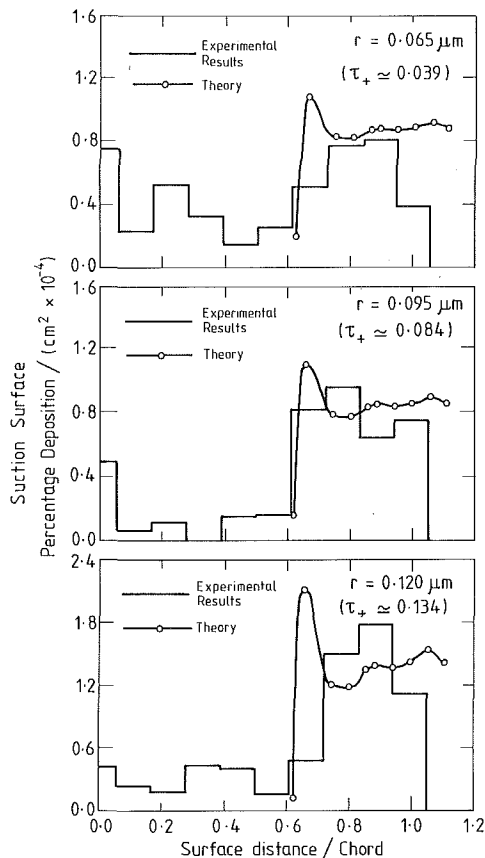 Suction Surface
Percentage Deposition / (cm² × 10⁻⁴)
1·6
1·2
0·8
0·4
0·0
Experimental
Results
Theory
r = 0·065 μm
(τ₊ ≃ 0·039)
1·6
1·2
0·8
0·4
0·0
Experimental
Results
Theory
r = 0·095 μm
(τ₊ ≃ 0·084)
2·4
1·8
1·2
0·6
0·0
Experimental
Results
Theory
r = 0·120 μm
(τ₊ ≃ 0·134)
0·0 0·2 0·4 0·6 0·8 1·0 1·2
Surface distance / Chord